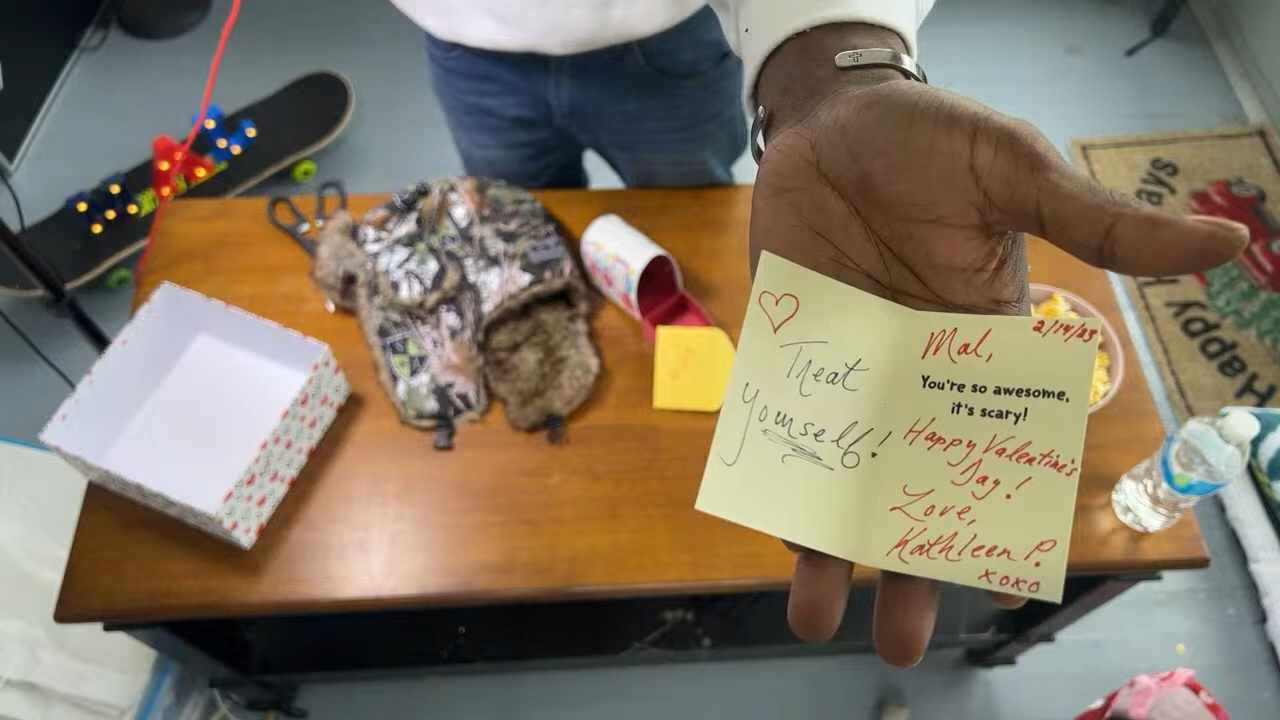 Treat
yourself!
2/14/25
Mal,
You're so awesome,
it's scary!
Happy Valentine's
Day!
Love,
Kathleen P.
xoxo
Happy
ays